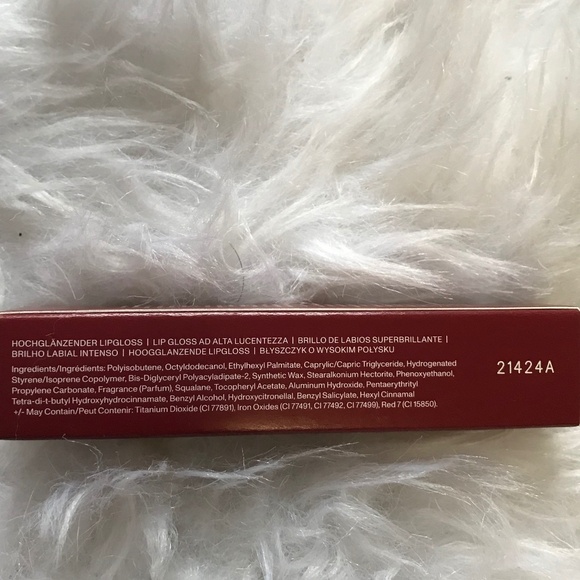 HOCHGLÄNZENDER LIPGLOSS | LIP GLOSS AD ALTA LUCENTEZZA | BRILLO DE LABIOS SUPERBRILLANTE |
BRILHO LABIAL INTENSO | HOOGGLANZENDE LIPGLOSS | BŁYSZCZYK O WYSOKIM POŁYSKU
Ingredients/Ingrédients: Polyisobutene, Octyldodecanol, Ethylhexyl Palmitate, Caprylic/Capric Triglyceride, Hydrogenated
Styrene/Isoprene Copolymer, Bis-Diglyceryl Polyacyladipate-2, Synthetic Wax, Stearalkonium Hectorite, Phenoxyethanol,
Propylene Carbonate, Fragrance (Parfum), Squalane, Tocopheryl Acetate, Aluminum Hydroxide, Pentaerythrityl
Tetra-di-t-butyl Hydroxyhydrocinnamate, Benzyl Alcohol, Hydroxycitronellal, Benzyl Salicylate, Hexyl Cinnamal
+/- May Contain/Peut Contenir: Titanium Dioxide (CI 77891), Iron Oxides (CI 77491, CI 77492, CI 77499), Red 7 (CI 15850).
21424A